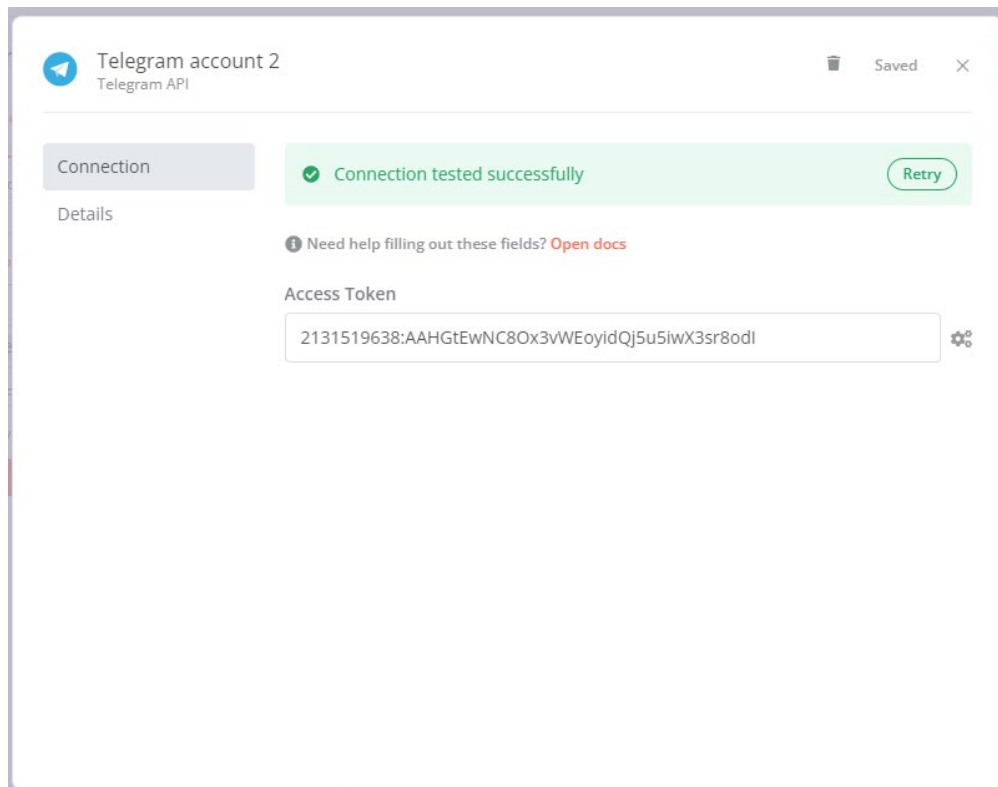 Telegram account 2
Telegram API
Saved
Connection
Details
Connection tested successfully
Retry
Need help filling out these fields? Open docs
Access Token
2131519638:AAHGtEwNC8Ox3vWEoyidQj5u5iwX3sr8odI